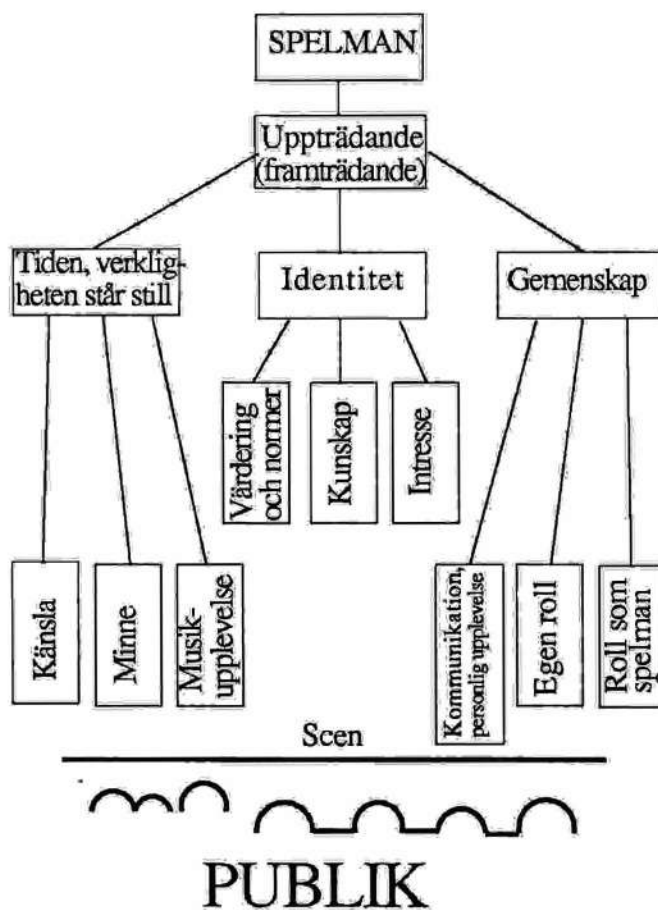 SPELMAN
Uppträdande
(framträdande)
Tiden, verklig-
heten står still
Identitet
Gemenskap
Värdering
och normer
Kunskap
Intresse
Känsla
Minne
Musik-
upplevelse
Kommunikation,
personlig upplevelse
Egen roll
Roll som
spelman
Scen
PUBLIK